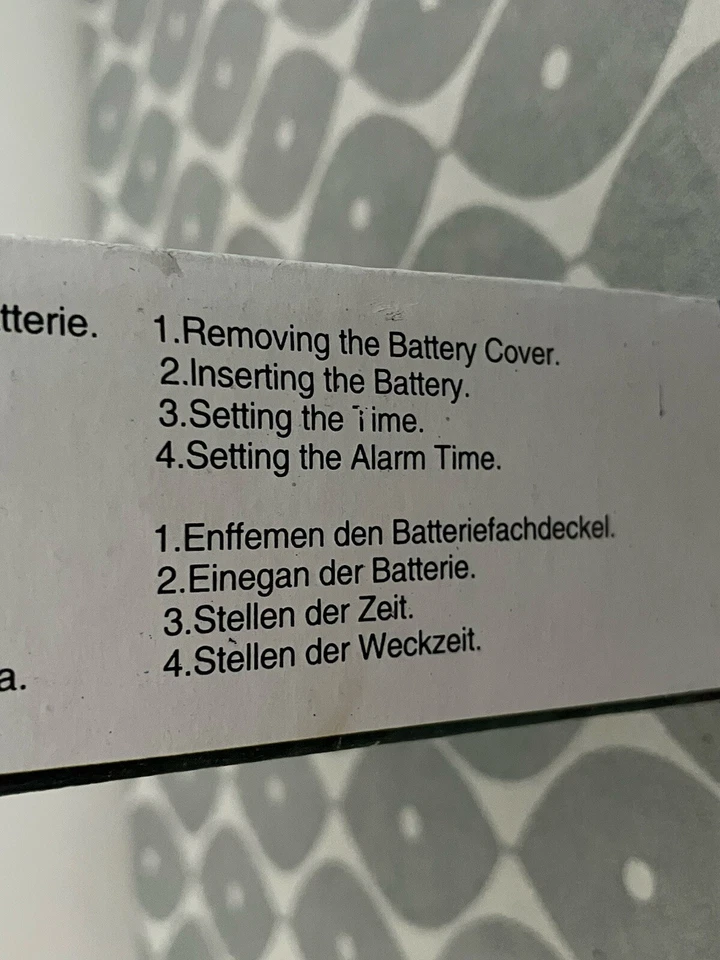 tterie.
1.Removing the Battery Cover.
2.Inserting the Battery.
3.Setting the Time.
4.Setting the Alarm Time.
1.Enffemen den Batteriefachdeckel.
2.Einegan der Batterie.
3.Stellen der Zeit.
4.Stellen der Weckzeit.
a.